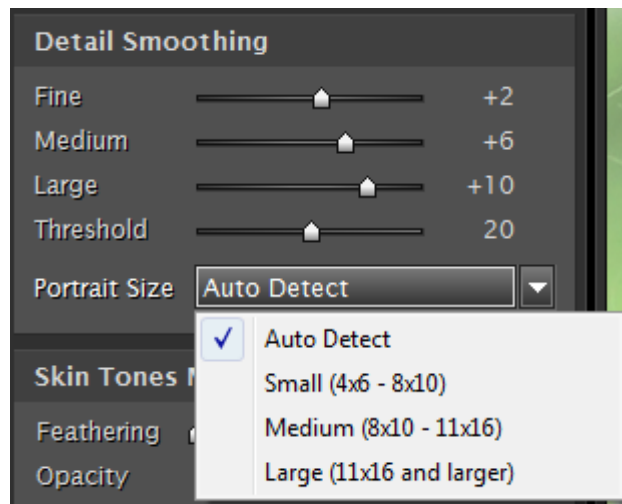 Detail Smoothing
Fine +2
Medium +6
Large +10
Threshold 20
Portrait Size Auto Detect
Auto Detect
Skin Tones
Small (4x6 - 8x10)
Feathering Medium (8x10 - 11x16)
Opacity Large (11x16 and larger)